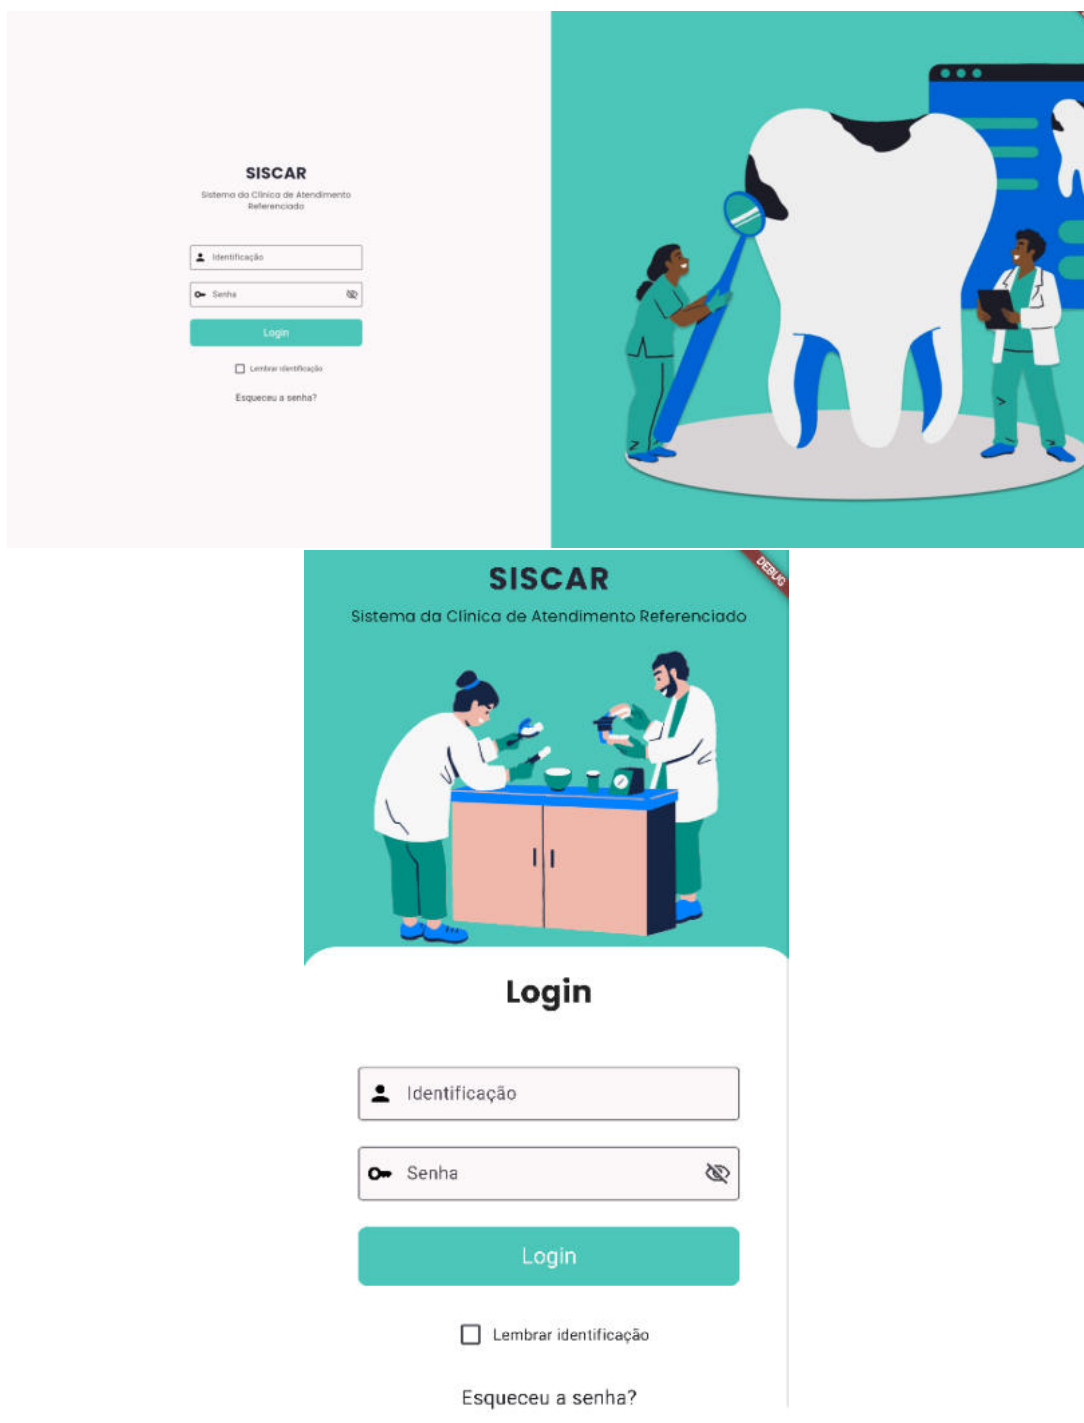 SISCAR
Sistema da Clínica de Atendimento
Referenciado
Identificação
Senha
Login
Lembrar identificação
Esqueceu a senha?
DEBUG
SISCAR
Sistema da Clínica de Atendimento Referenciado
Login
Identificação
Senha
Login
Lembrar identificação
Esqueceu a senha?